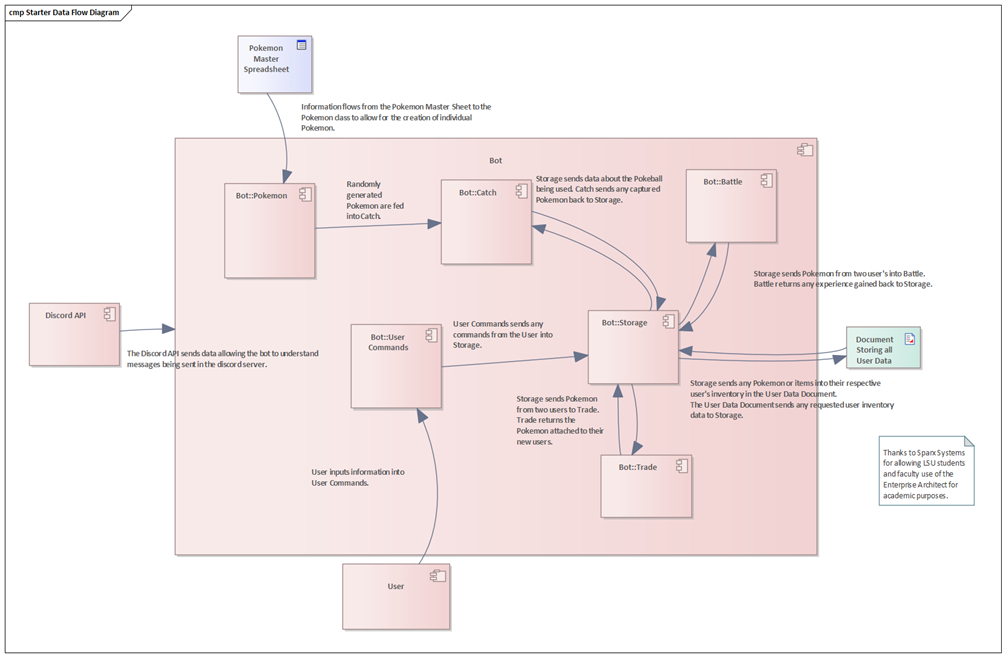 cmp Starter Data Flow Diagram
Pokemon
Master
Spreadsheet
Information flows from the Pokemon Master Sheet to the
Pokemon class to allow for the creation of individual
Pokemon.
Bot
Bot::Pokemon
Randomly
generated
Pokemon are fed
into Catch.
Bot::Catch
Storage sends data about the Pokeball
being used. Catch sends any captured
Pokemon back to Storage.
Bot::Battle
Storage sends Pokemon from two user's into Battle.
Battle returns any experience gained back to Storage.
Discord API
The Discord API sends data allowing the bot to understand
messages being sent in the discord server.
Bot::User
Commands
User Commands sends any
commands from the User into
Storage.
Bot::Storage
Document
Storing all
User Data
Storage sends any Pokemon or items into their respective
user's inventory in the User Data Document.
The User Data Document sends any requested user inventory
data to Storage.
Storage sends Pokemon
from two users to Trade.
Trade returns the
Pokemon attached to their
new users.
Bot::Trade
User inputs information into
User Commands.
User
Thanks to Sparx Systems
for allowing LSU students
and faculty use of the
Enterprise Architect for
academic purposes.